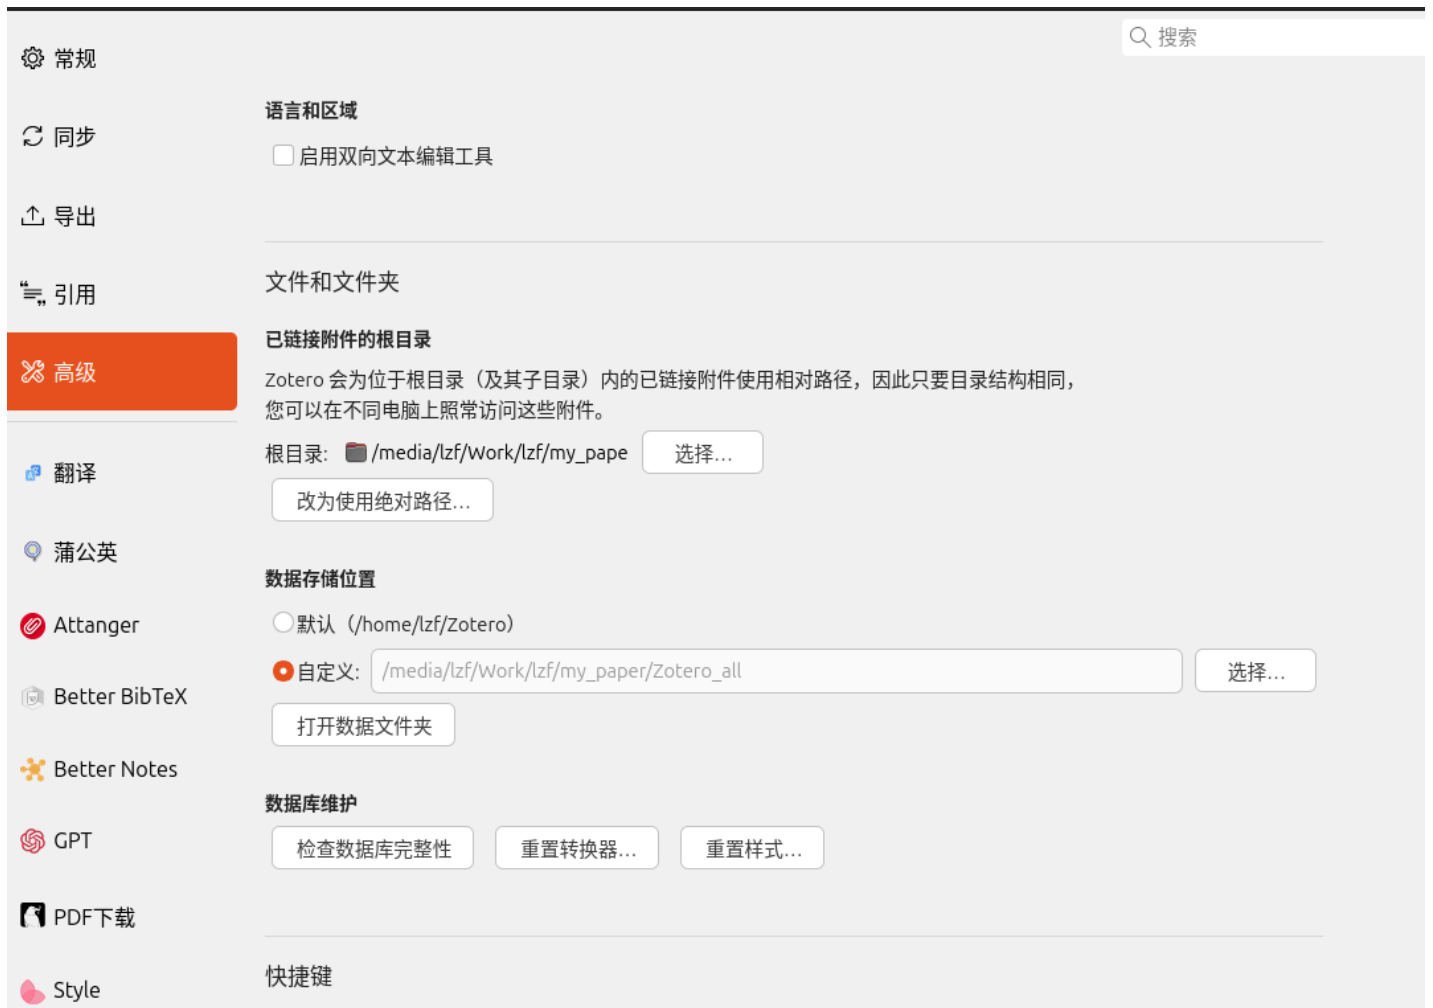 搜索
常规
同步
导出
引用
高级
翻译
蒲公英
Attanger
Better BibTeX
Better Notes
GPT
PDF下载
Style
语言和区域
启用双向文本编辑工具
文件和文件夹
已链接附件的根目录
Zotero 会为位于根目录（及其子目录）内的已链接附件使用相对路径，因此只要目录结构相同，
您可以在不同电脑上照常访问这些附件。
根目录: /media/lzf/Work/lzf/my_pape 选择…
改为使用绝对路径…
数据存储位置
默认（/home/lzf/Zotero）
自定义: /media/lzf/Work/lzf/my_paper/Zotero_all 选择…
打开数据文件夹
数据库维护
检查数据库完整性 重置转换器… 重置样式…
快捷键